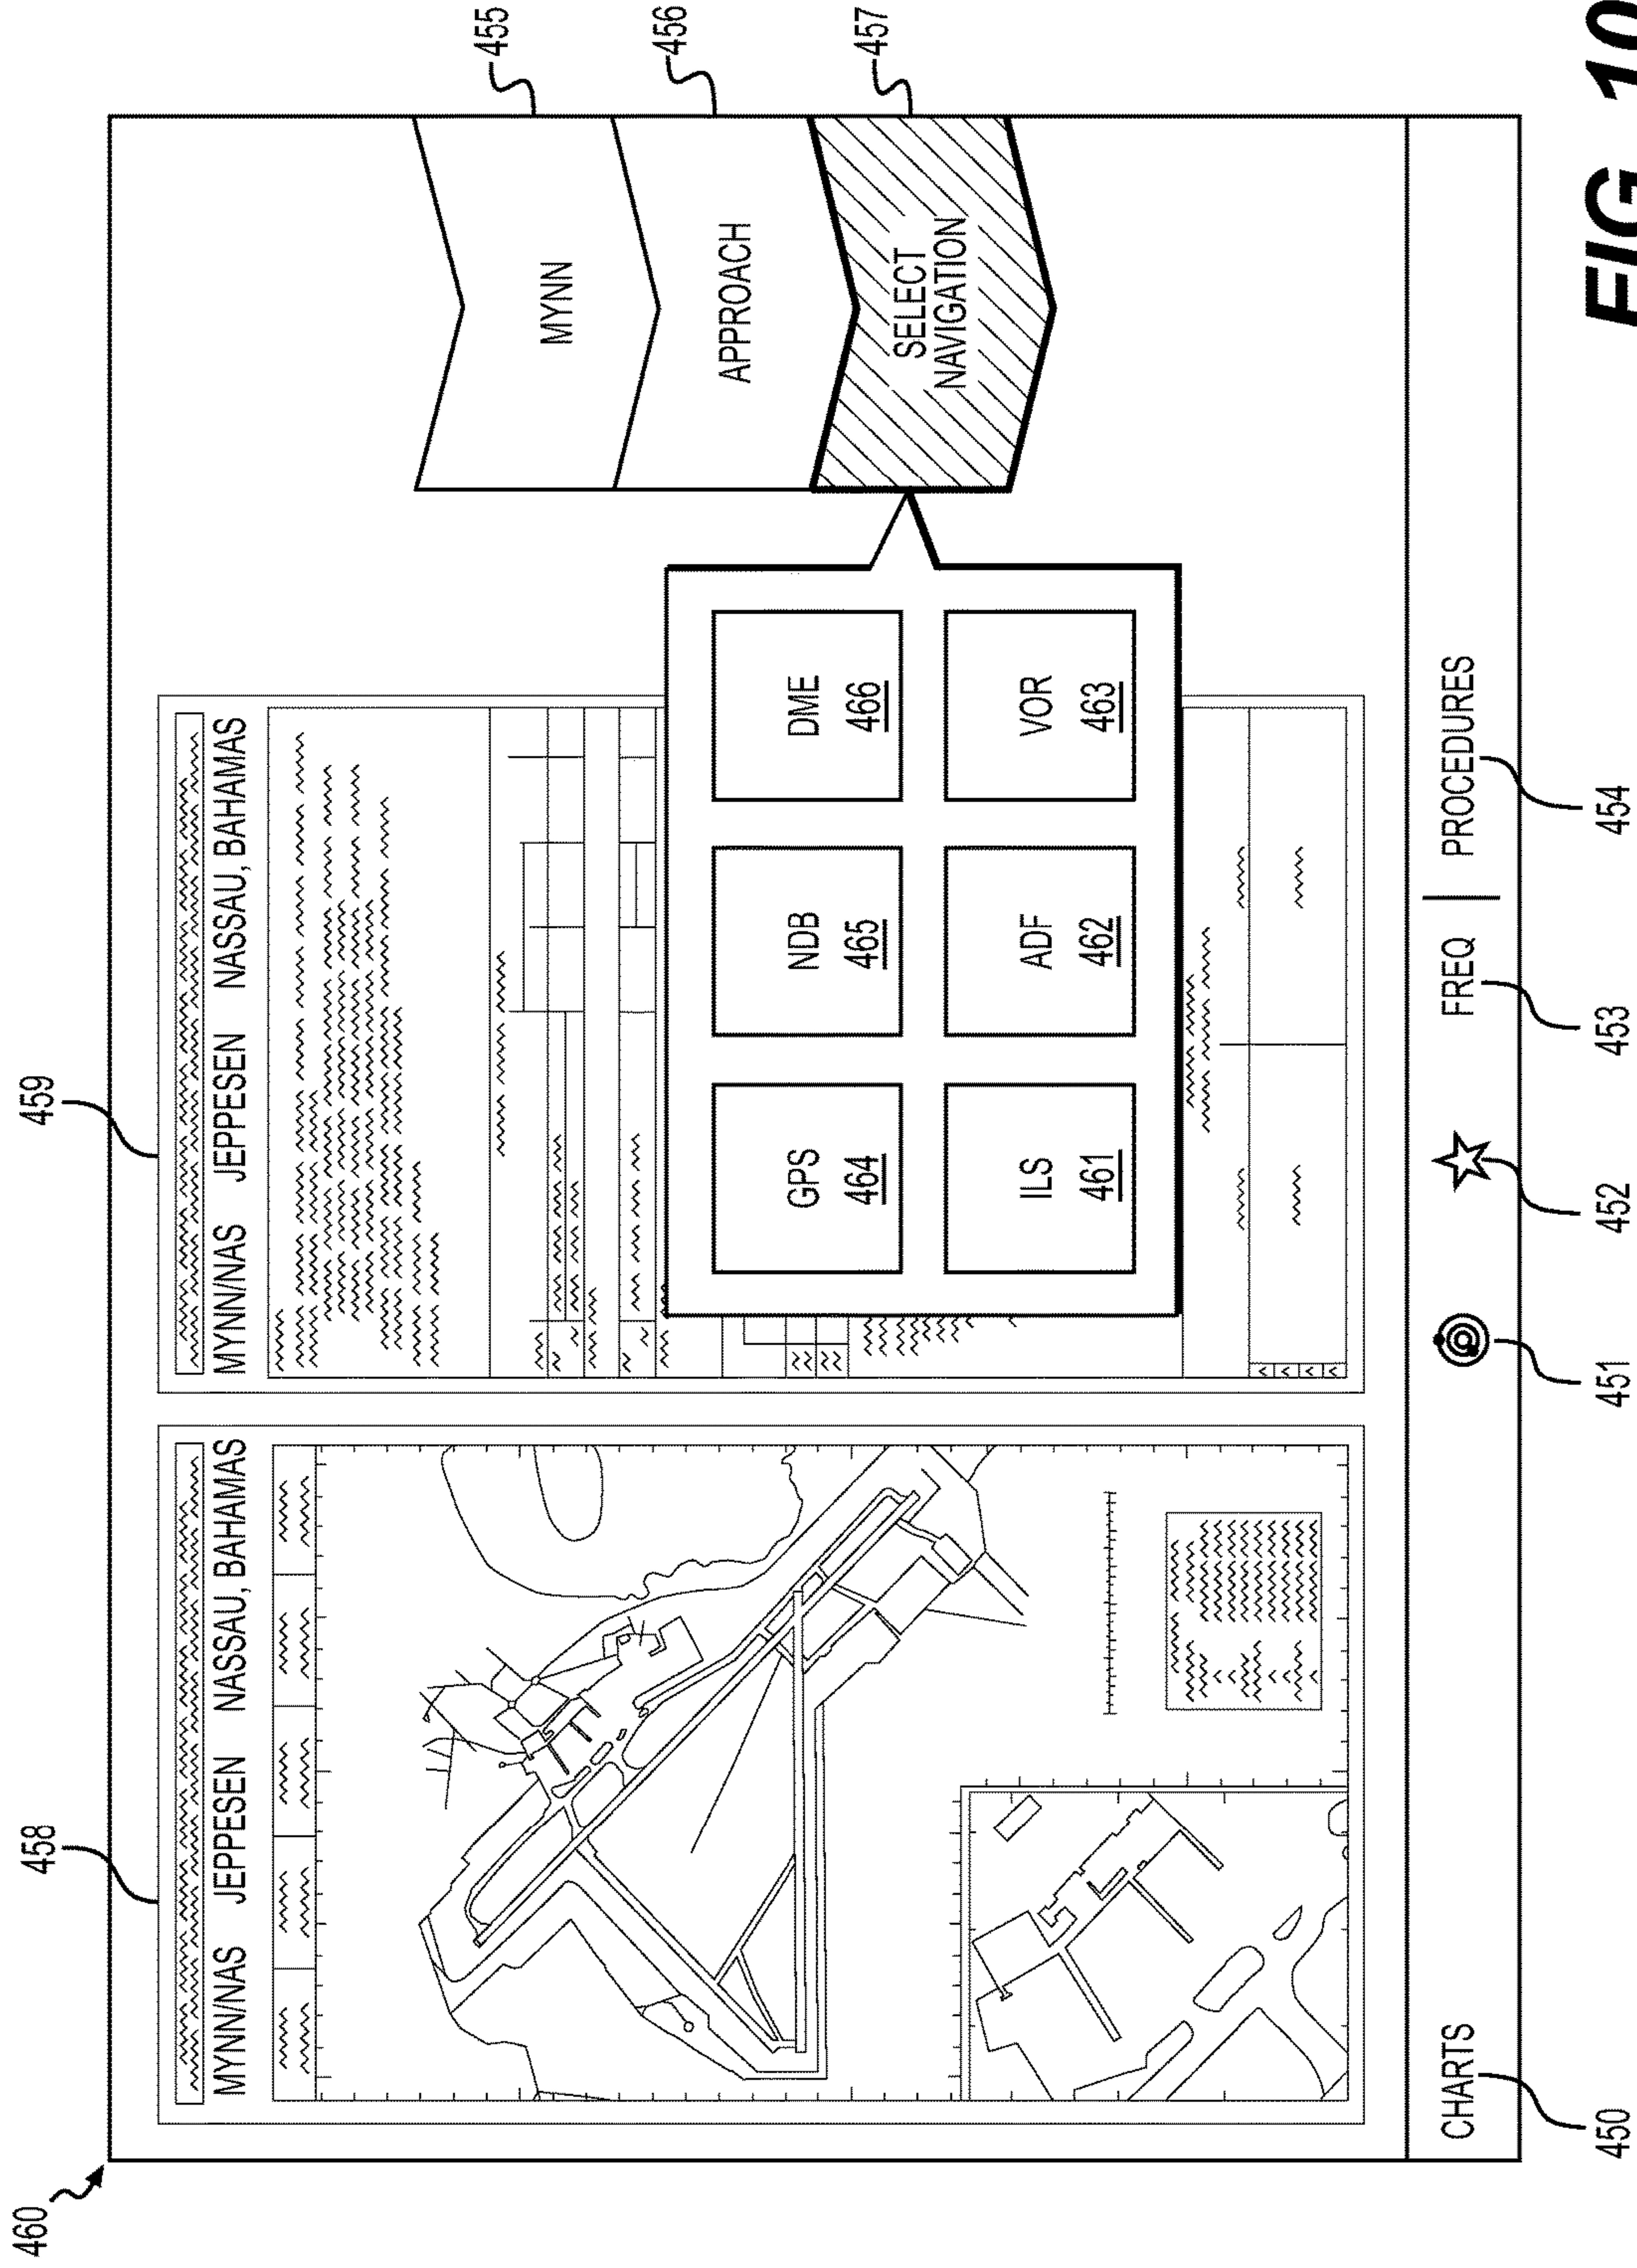 460
458
459
MYNN/NAS JEPPESEN NASSAU, BAHAMAS
MYNN/NAS JEPPESEN NASSAU, BAHAMAS
MYNN
455
APPROACH
456
SELECT
NAVIGATION
457
GPS
464
NDB
465
DME
466
ILS
461
ADF
462
VOR
463
CHARTS
FREQ
PROCEDURES
450
451
452
453
454
FIG. 10